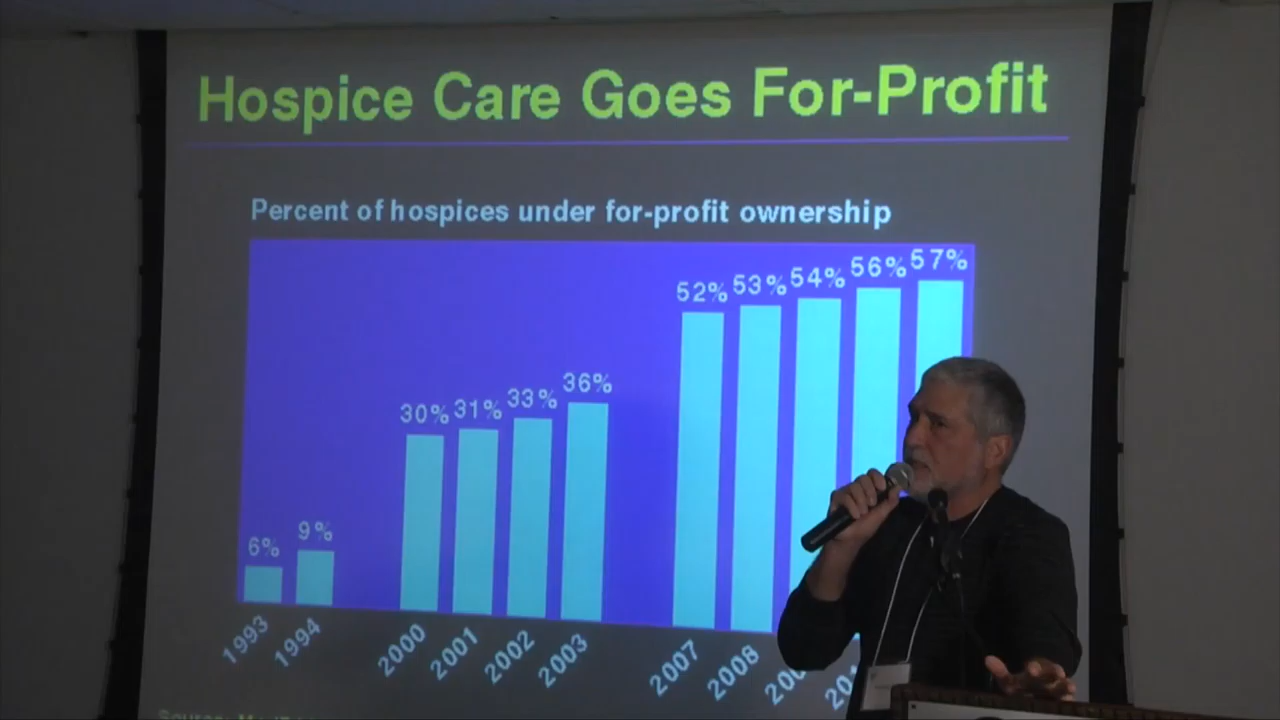 Hospice Care Goes For-Profit
Percent of hospices under for-profit ownership
6% 9% 30% 31% 33% 36% 52% 53% 54% 56% 57%
1993 1994 2000 2001 2002 2003 2007 2008